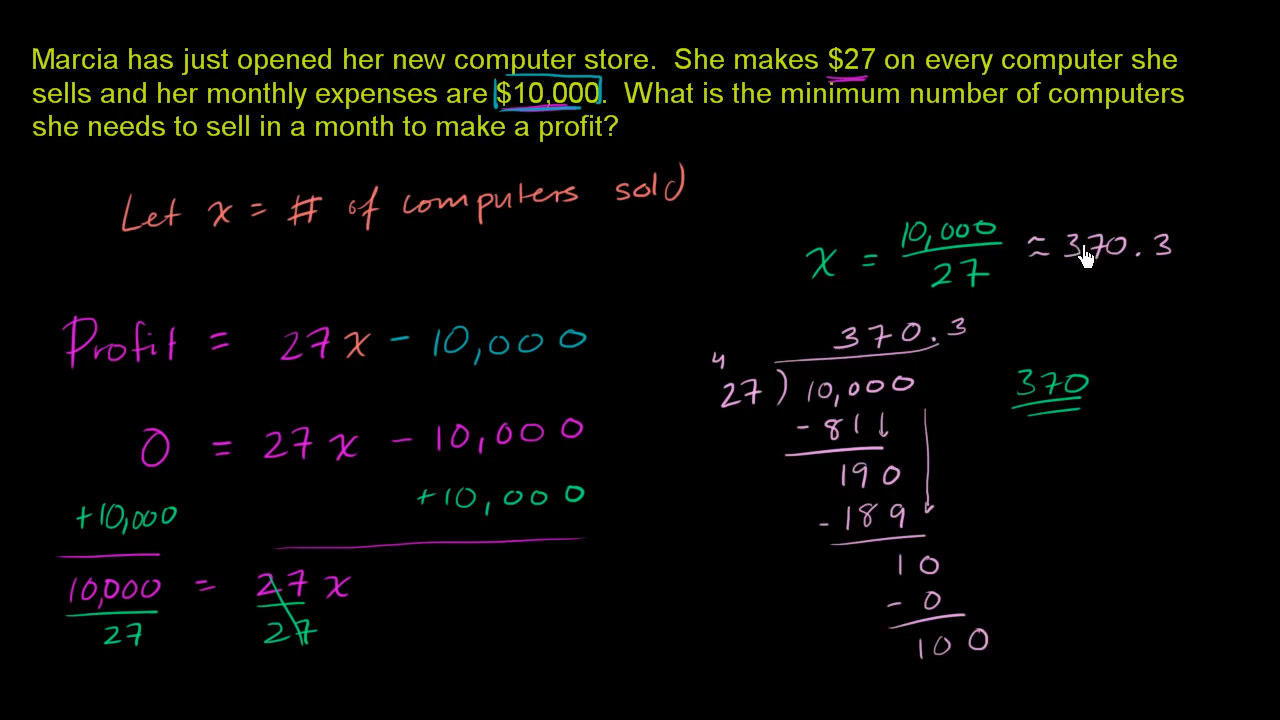 Marcia has just opened her new computer store. She makes $27 on every computer she
sells and her monthly expenses are $10,000. What is the minimum number of computers
she needs to sell in a month to make a profit?
Let x = # of computers sold
x = 10,000/27 ≈ 370.3
Profit = 27x - 10,000
0 = 27x - 10,000
+10,000 +10,000
10,000/27 = 27x/27
370.3
4
27 ) 10,000
- 811
190
- 189
10
- 0
100
370